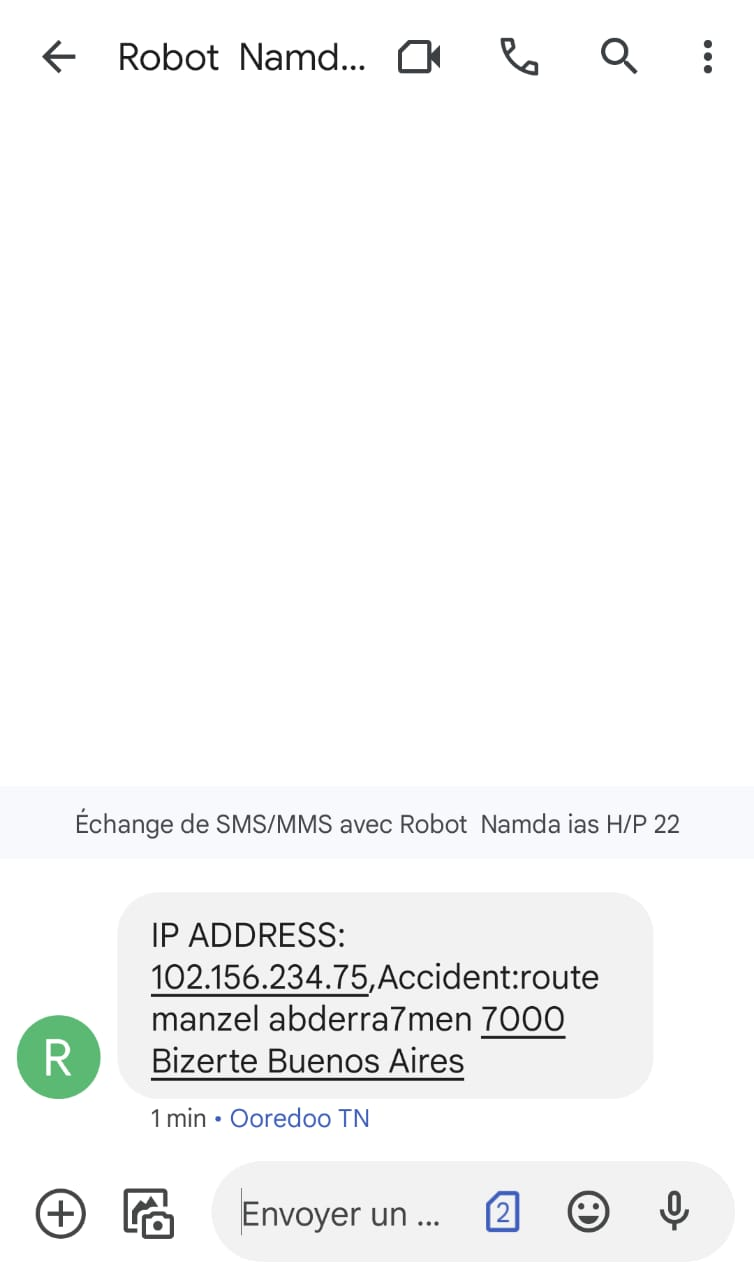 Robot Namd...
Échange de SMS/MMS avec Robot Namda ias H/P 22
IP ADDRESS:
102.156.234.75,Accident:route
manzel abderra7men 7000
Bizerte Buenos Aires
R
1 min • Ooredoo TN
Envoyer un ...
2